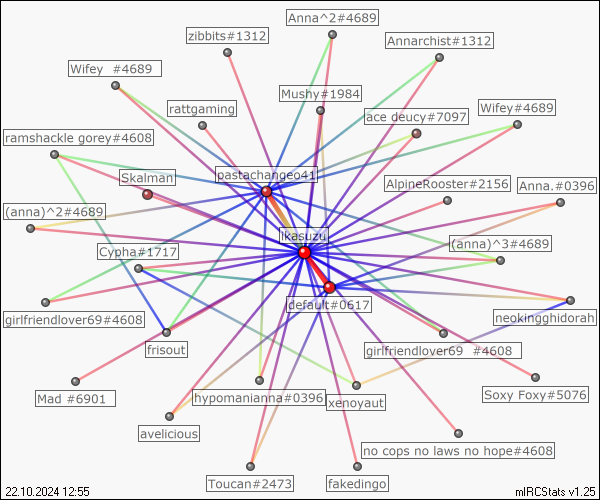 Anna^2#4689
zibbits#1312
Annarchist#1312
Wifey  #4689
Mushy#1984
rattgaming
ace deucy#7097
Wifey#4689
ramshackle gorey#4608
Skalman
pastachangeo41
AlpineRooster#2156
Anna.#0396
(anna)^2#4689
ikasuzu
(anna)^3#4689
Cypha#1717
default#0617
girlfriendlover69#4608
neokingghidorah
frisout
girlfriendlover69  #4608
Mad #6901
hypomanianna#0396
xenoyaut
Soxy Foxy#5076
avelicious
no cops no laws no hope#4608
Toucan#2473
fakedingo
22.10.2024 12:55
mIRCStats v1.25